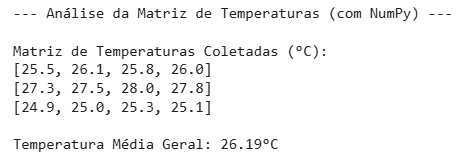 --- Análise da Matriz de Temperaturas (com NumPy) ---
Matriz de Temperaturas Coletadas (ºC):
[25.5, 26.1, 25.8, 26.0]
[27.3, 27.5, 28.0, 27.8]
[24.9, 25.0, 25.3, 25.1]
Temperatura Média Geral: 26.19ºC